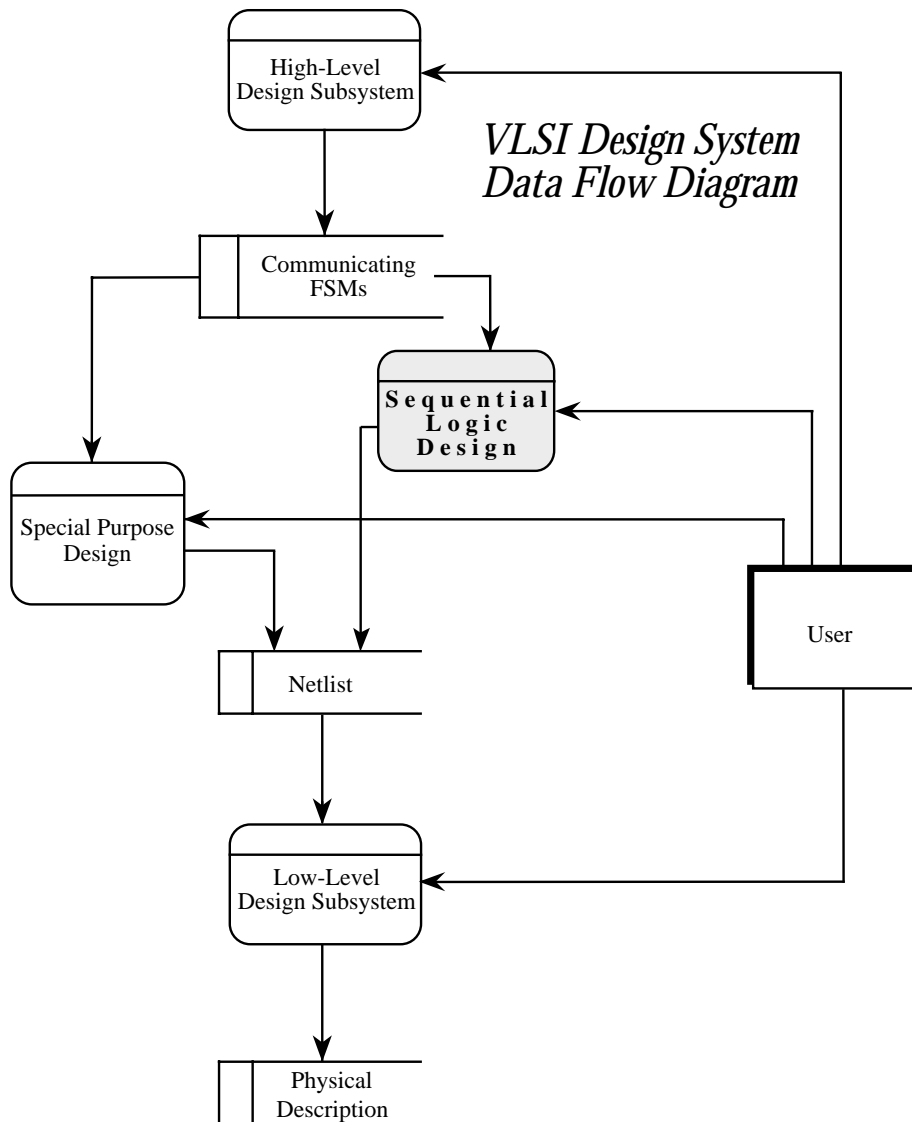 High-Level
Design Subsystem
VLSI Design System
Data Flow Diagram
Communicating
FSMs
Sequential
Logic
Design
Special Purpose
Design
User
Netlist
Low-Level
Design Subsystem
Physical
Description